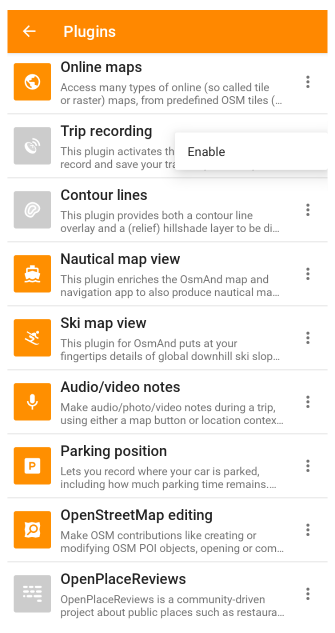 Plugins
Online maps
Access many types of online (so called tile
or raster) maps, from predefined OSM tiles (...
Trip recording
This plugin activates th
record and save your tra
Enable
Contour lines
This plugin provides both a contour line
overlay and a (relief) hillshade layer to be di...
Nautical map view
This plugin enriches the OsmAnd map and
navigation app to also produce nautical ma...
Ski map view
This plugin for OsmAnd puts at your
fingertips details of global downhill ski slop...
Audio/video notes
Make audio/photo/video notes during a trip,
using either a map button or location contex...
Parking position
Lets you record where your car is parked,
including how much parking time remains....
OpenStreetMap editing
Make OSM contributions like creating or
modifying OSM POI objects, opening or com...
OpenPlaceReviews
OpenPlaceReviews is a community-driven
project about public places such as restaura...